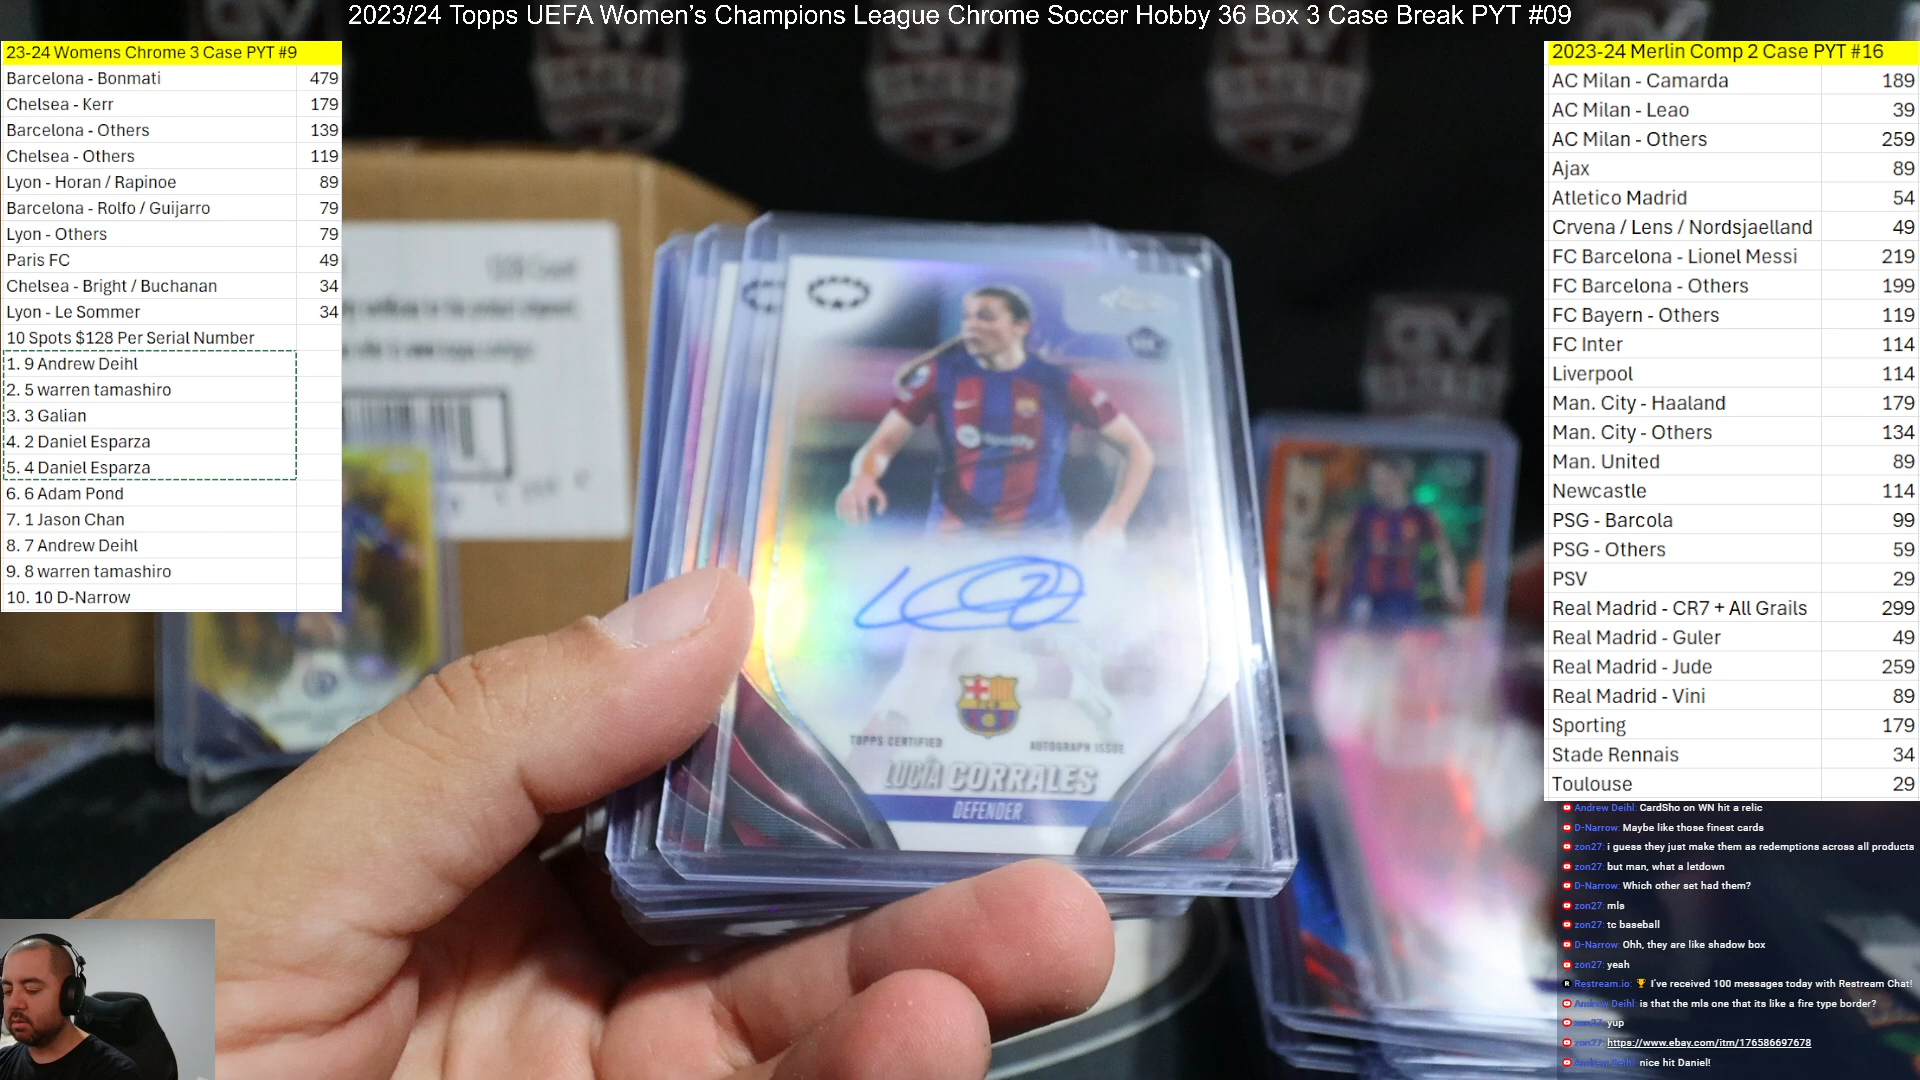 2023/24 Topps UEFA Women’s Champions League Chrome Soccer Hobby 36 Box 3 Case Break PYT #09
23-24 Womens Chrome 3 Case PYT #9
Barcelona - Bonmati 479
Chelsea - Kerr 179
Barcelona - Others 139
Chelsea - Others 119
Lyon - Horan / Rapinoe 89
Barcelona - Rolfo / Guijarro 79
Lyon - Others 79
Paris FC 49
Chelsea - Bright / Buchanan 34
Lyon - Le Sommer 34
10 Spots $128 Per Serial Number
1. 9 Andrew Deihl
2. 5 warren tamashiro
3. 3 Galian
4. 2 Daniel Esparza
5. 4 Daniel Esparza
6. 6 Adam Pond
7. 1 Jason Chan
8. 7 Andrew Deihl
9. 8 warren tamashiro
10. 10 D-Narrow
Spotify
TOPPS CERTIFIED
AUTOGRAPH ISSUE
LUCÍA CORRALES
DEFENDER
2023-24 Merlin Comp 2 Case PYT #16
AC Milan - Camarda 189
AC Milan - Leao 39
AC Milan - Others 259
Ajax 89
Atletico Madrid 54
Crvena / Lens / Nordsjaelland 49
FC Barcelona - Lionel Messi 219
FC Barcelona - Others 199
FC Bayern - Others 119
FC Inter 114
Liverpool 114
Man. City - Haaland 179
Man. City - Others 134
Man. United 89
Newcastle 114
PSG - Barcola 99
PSG - Others 59
PSV 29
Real Madrid - CR7 + All Grails 299
Real Madrid - Guler 49
Real Madrid - Jude 259
Real Madrid - Vini 89
Sporting 179
Stade Rennais 34
Toulouse 29
Andrew Deihl: CardSho on WN hit a relic
D-Narrow: Maybe like those finest cards
zon27: i guess they just make them as redemptions across all products
zon27: but man, what a letdown
D-Narrow: Which other set had them?
zon27: mls
zon27: tc baseball
D-Narrow: Ohh, they are like shadow box
zon27: yeah
Restream.io: 🏆 I've received 100 messages today with Restream Chat!
Andrew Deihl: is that the mls one that its like a fire type border?
zon27: yup
zon27: https://www.ebay.com/itm/176586697678
Andrew Deihl: nice hit Daniel!